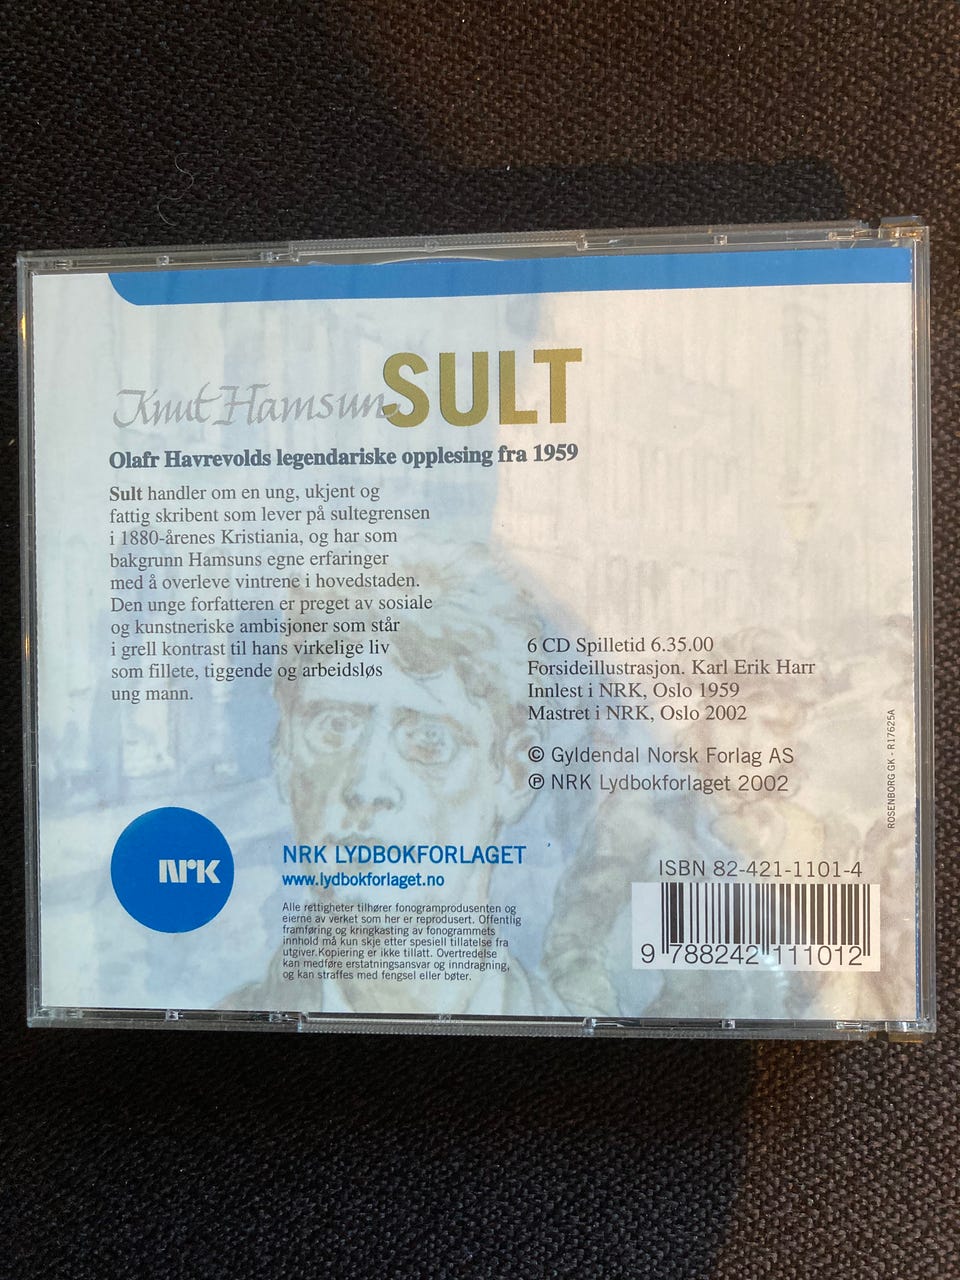 Knut Hamsun SULT
Olafr Havrevolds legendariske opplesing fra 1959
Sult handler om en ung, ukjent og
fattig skribent som lever på sultegrensen
i 1880-årenes Kristiania, og har som
bakgrunn Hamsuns egne erfaringer
med å overleve vintrene i hovedstaden.
Den unge forfatteren er preget av sosiale
og kunstneriske ambisjoner som står
i grell kontrast til hans virkelige liv
som fillete, tiggende og arbeidsløs
ung mann.
6 CD Spilletid 6.35.00
Forsideillustrasjon. Karl Erik Harr
Innlest i NRK, Oslo 1959
Mastret i NRK, Oslo 2002
© Gyldendal Norsk Forlag AS
℗ NRK Lydbokforlaget 2002
ROSENBORG GK - R17625A
NRK
NRK LYDBOKFORLAGET
www.lydbokforlaget.no
Alle rettigheter tilhører fonogramprodusenten og
eierne av verket som her er reprodusert. Offentlig
framføring og kringkasting av fonogrammets
innhold må kun skje etter spesiell tillatelse fra
utgiver.Kopiering er ikke tillatt. Overtredelse
kan medføre erstatningsansvar og inndragning,
og kan straffes med fengsel eller bøter.
ISBN 82-421-1101-4
9 788242 111012